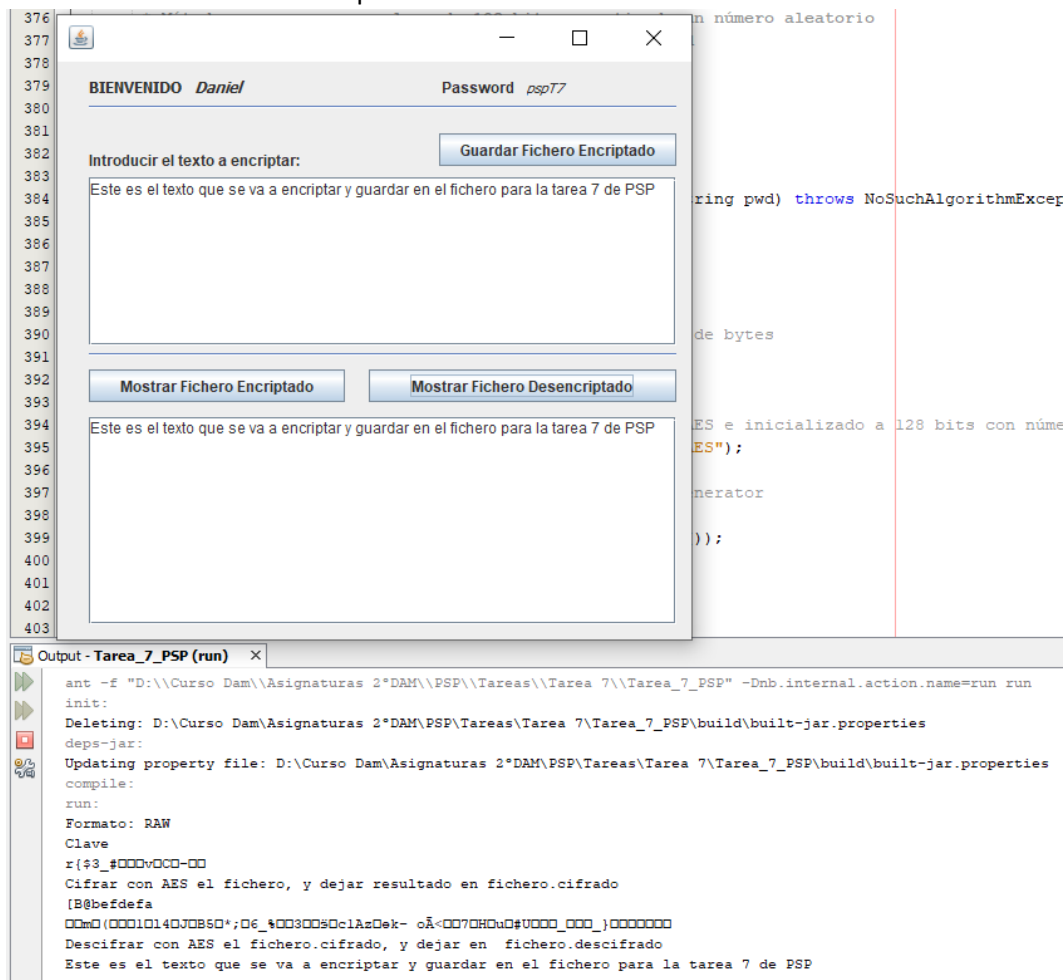 376
n número aleatorio
377
378
379
BIENVENIDO Daniel Password pspT7
380
381
382
Introducir el texto a encriptar: Guardar Fichero Encriptado
383
Este es el texto que se va a encriptar y guardar en el fichero para la tarea 7 de PSP
384 ring pwd) throws NoSuchAlgorithmExcep
385
386
387
388
389
390 de bytes
391
392
Mostrar Fichero Encriptado Mostrar Fichero Desencriptado
393
394 ES e inicializado a 128 bits con núme
Este es el texto que se va a encriptar y guardar en el fichero para la tarea 7 de PSP
395 ES");
396
397 nerator
398
399 ));
400
401
402
403
Output - Tarea_7_PSP (run) ×
ant -f "D:\\Curso Dam\\Asignaturas 2°DAM\\PSP\\Tareas\\Tarea 7\\Tarea_7_PSP" -Dnb.internal.action.name=run run
init:
Deleting: D:\Curso Dam\Asignaturas 2°DAM\PSP\Tareas\Tarea 7\Tarea_7_PSP\build\built-jar.properties
deps-jar:
Updating property file: D:\Curso Dam\Asignaturas 2°DAM\PSP\Tareas\Tarea 7\Tarea_7_PSP\build\built-jar.properties
compile:
run:
Formato: RAW
Clave
r{$3_#□□□v□C□-□□
Cifrar con AES el fichero, y dejar resultado en fichero.cifrado
[B@befdefa
Descifrar con AES el fichero.cifrado, y dejar en fichero.descifrado
Este es el texto que se va a encriptar y guardar en el fichero para la tarea 7 de PSP